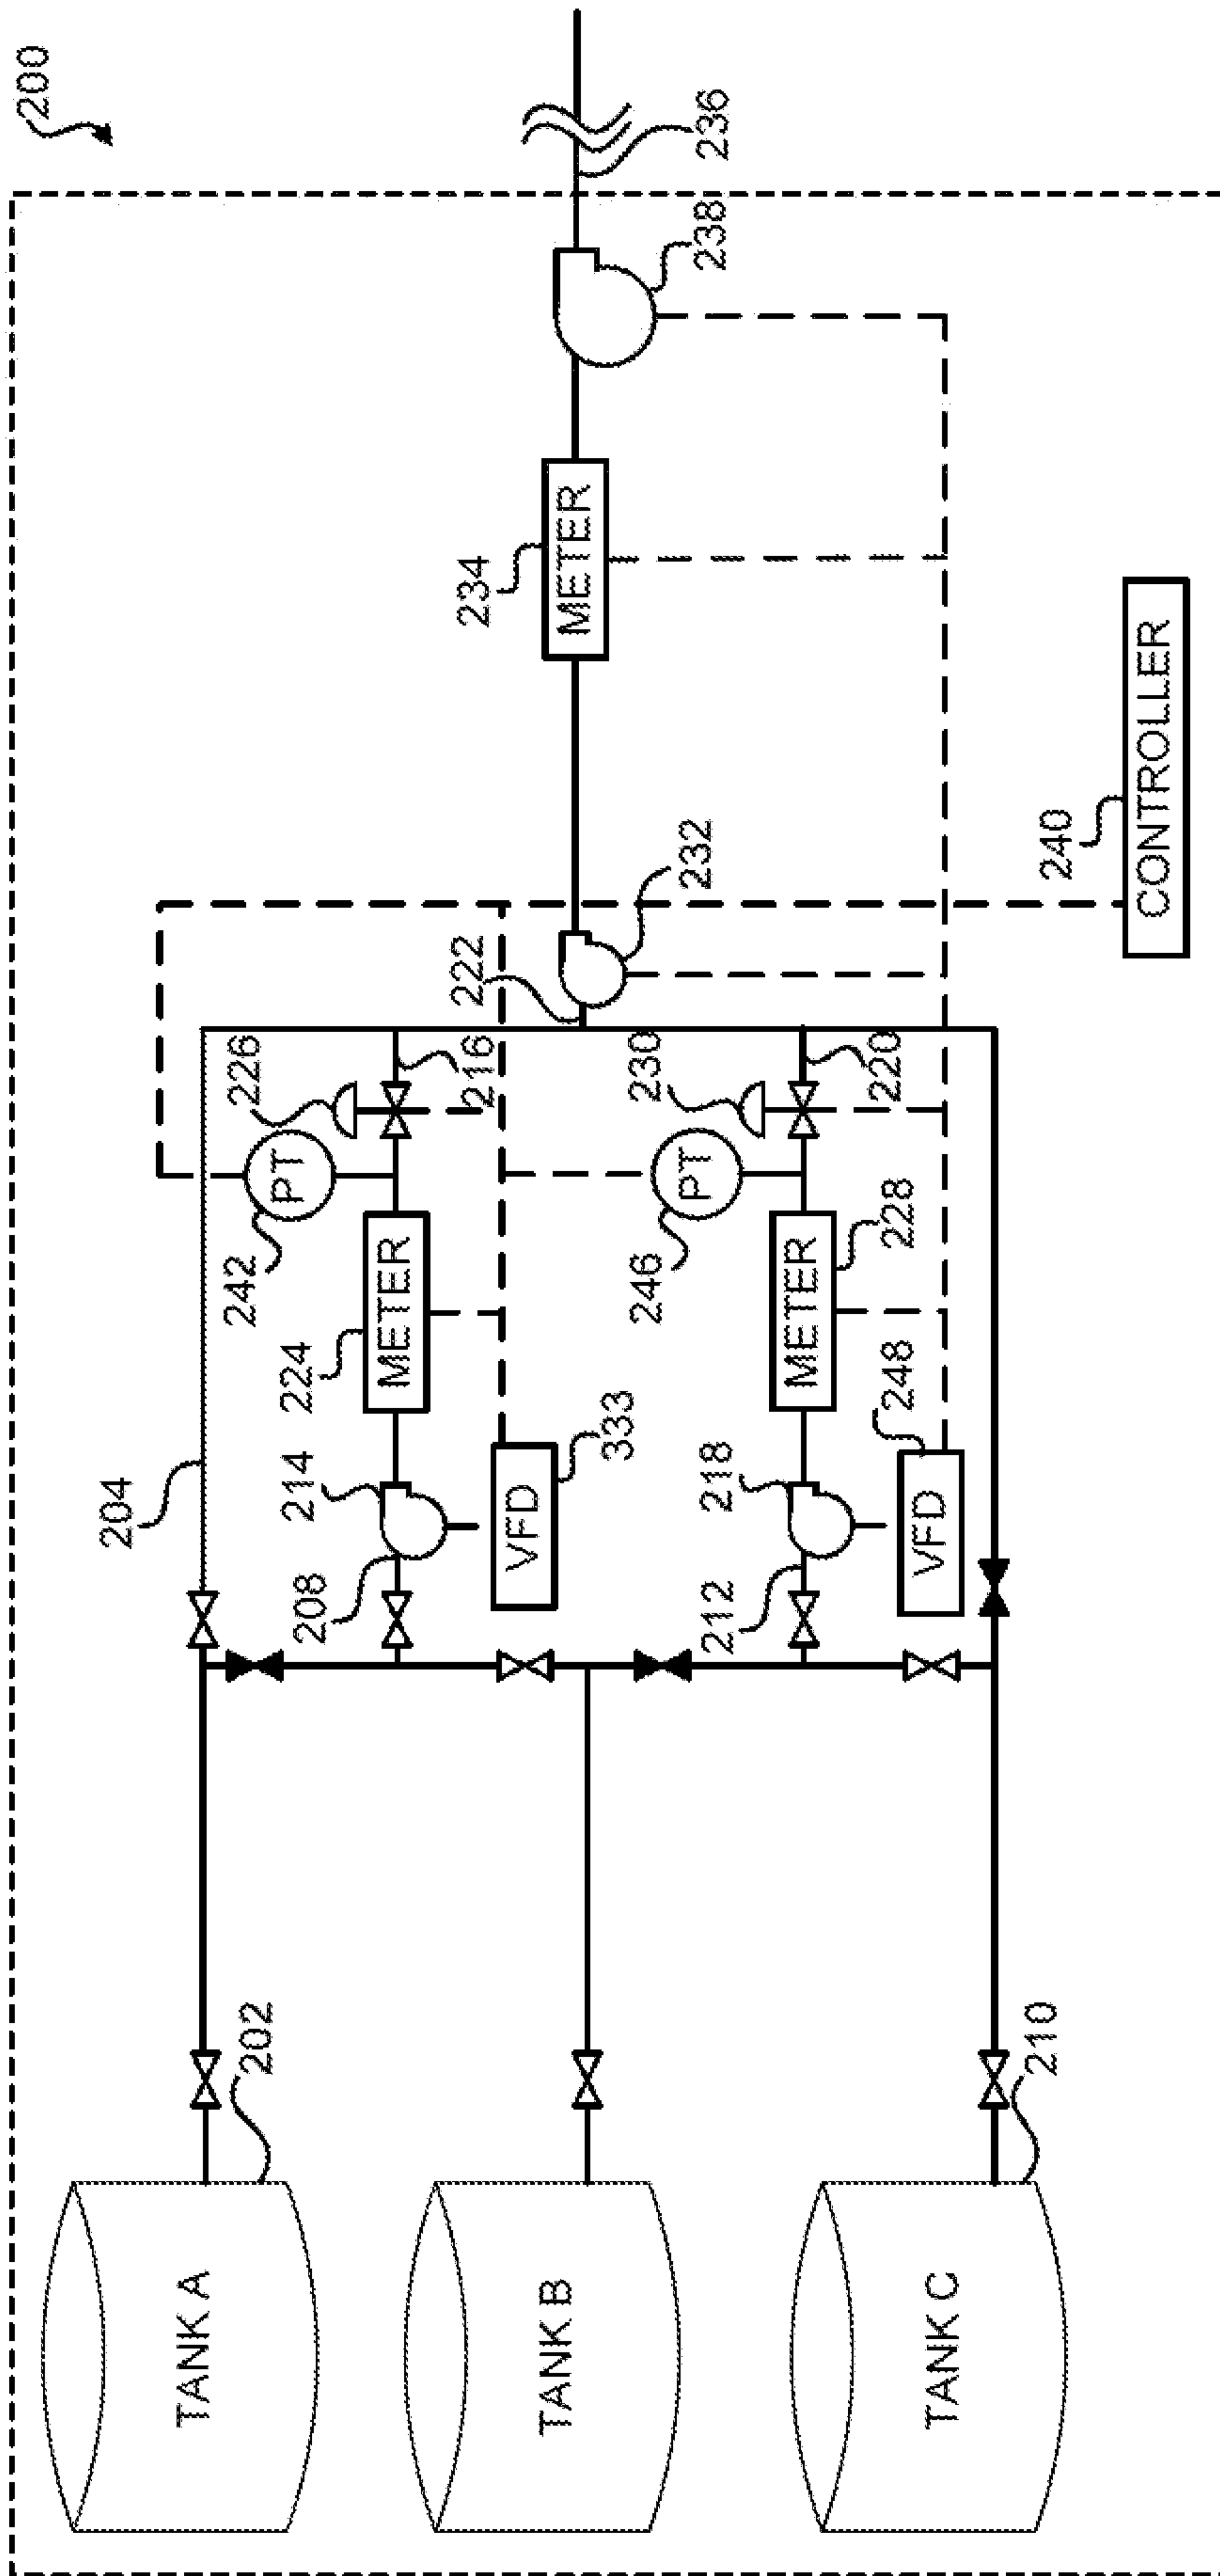 200
204
226
216
222
242
PT
224
METER
214
208
VFD
333
232
234
METER
236
238
230
220
246
PT
228
METER
218
212
VFD
248
240
CONTROLLER
TANK A
202
TANK B
TANK C
210